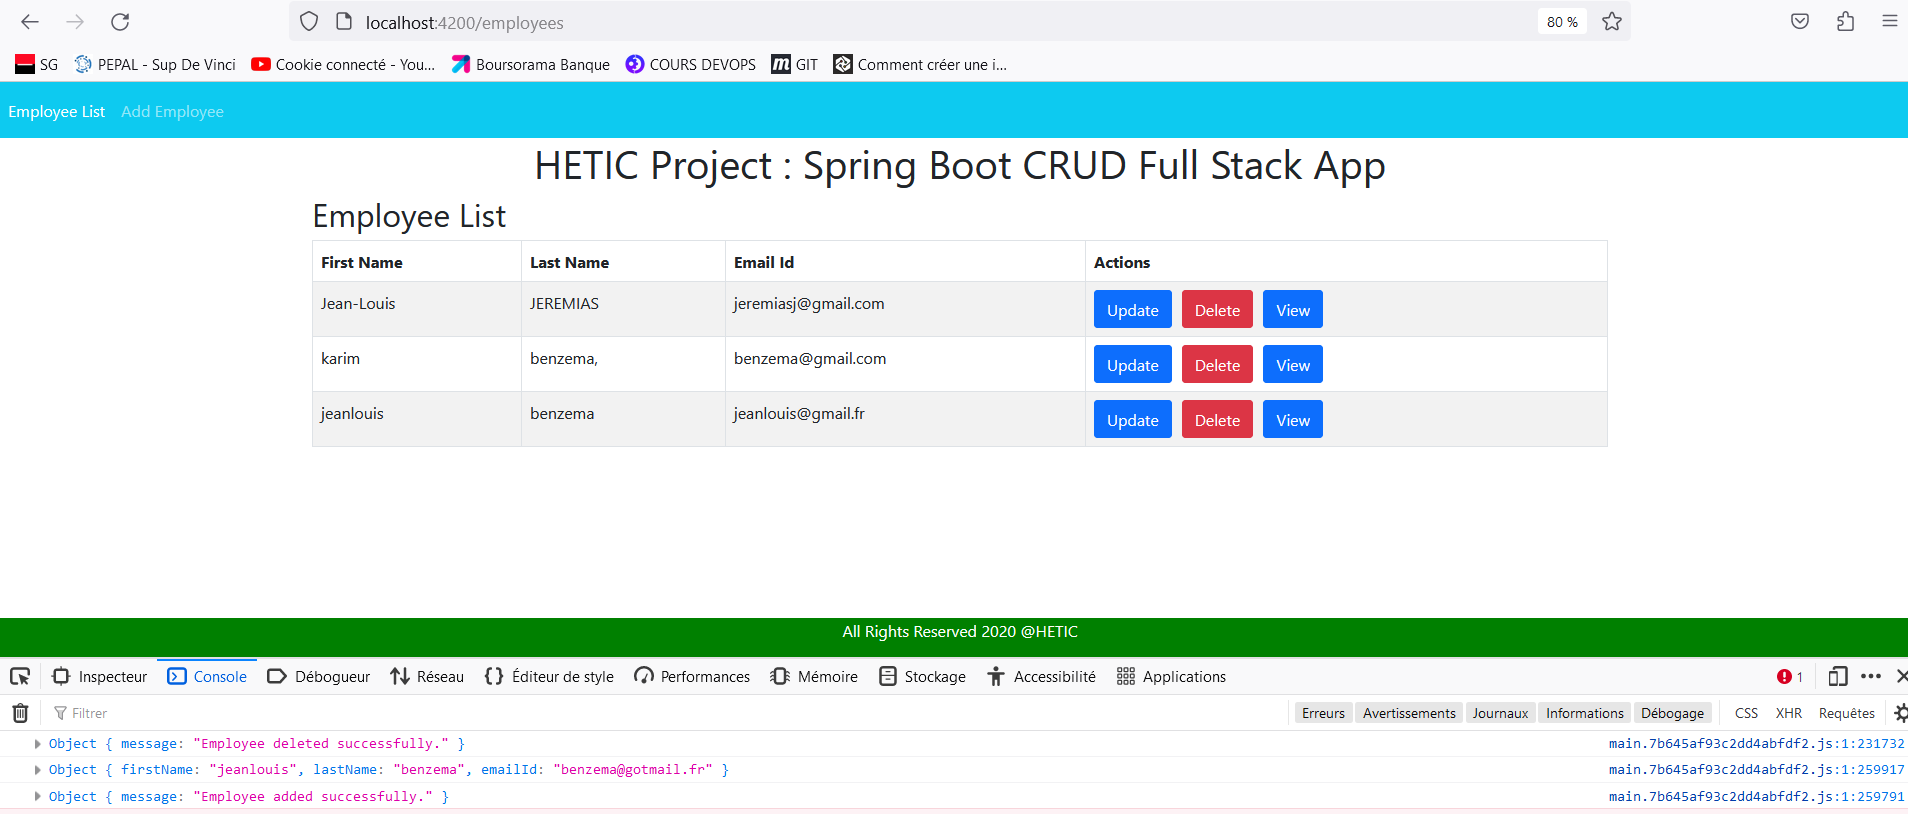 localhost:4200/employees 80 %
SG PEPAL - Sup De Vinci Cookie connecté - You... Boursorama Banque COURS DEVOPS GIT Comment créer une i...
Employee List Add Employee
HETIC Project : Spring Boot CRUD Full Stack App
Employee List
First Name Last Name Email Id Actions
Jean-Louis JEREMIAS jeremiasj@gmail.com Update Delete View
karim benzema, benzema@gmail.com Update Delete View
jeanlouis benzema jeanlouis@gmail.fr Update Delete View
All Rights Reserved 2020 @HETIC
Inspecteur Console Débogueur Réseau Éditeur de style Performances Mémoire Stockage Accessibilité Applications 1
Filtrer Erreurs Avertissements Journaux Informations Débogage CSS XHR Requêtes
Object { message: "Employee deleted successfully." } main.7b645af93c2dd4abfdf2.js:1:231732
Object { firstName: "jeanlouis", lastName: "benzema", emailId: "benzema@gotmail.fr" } main.7b645af93c2dd4abfdf2.js:1:259917
Object { message: "Employee added successfully." } main.7b645af93c2dd4abfdf2.js:1:259791